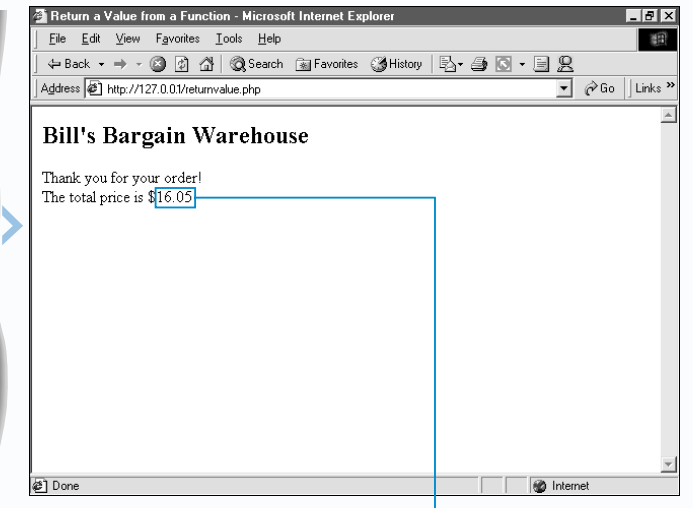 Return a Value from a Function - Microsoft Internet Explorer
File Edit View Favorites Tools Help
Back Search Favorites History
Address http://127.0.0.1/returnvalue.php Go Links »
Bill's Bargain Warehouse
Thank you for your order!
The total price is $16.05
Done Internet